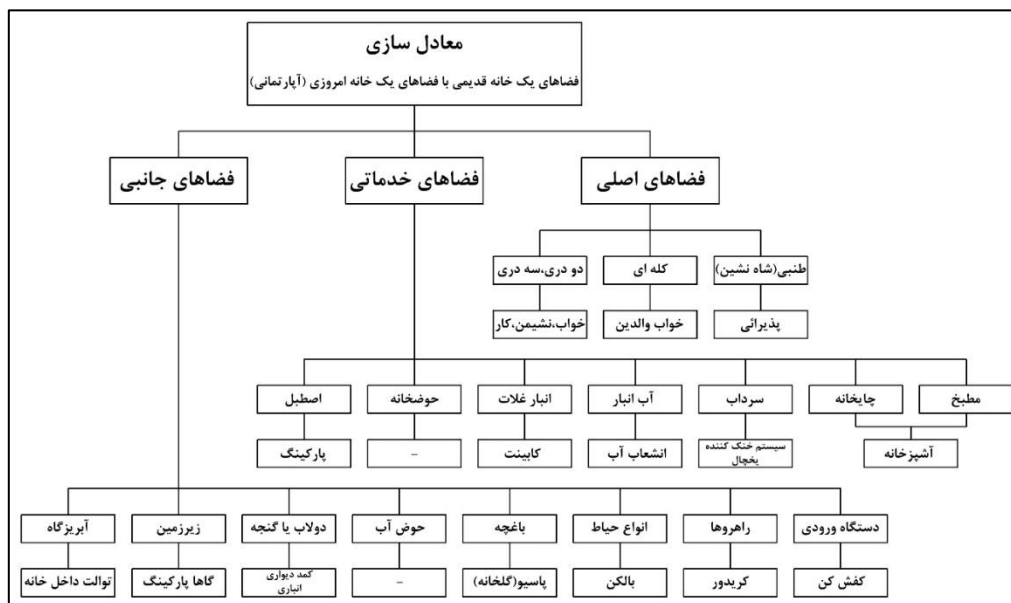 معادل سازی
فضاهای یک خانه قدیمی با فضاهای یک خانه امروزی (آپارتمانی)
فضاهای اصلی
فضاهای خدماتی
فضاهای جانبی
طنبی(شاه نشین)
کله ای
دو دری،سه دری
پذیرائی
خواب والدین
خواب،نشیمن،کار
مطبخ
چایخانه
سرداب
آب انبار
انبار غلات
حوضخانه
اصطبل
آشپزخانه
سیستم خنک کننده
یخچال
انشعاب آب
کابینت
–
پارکینگ
دستگاه ورودی
راهروها
انواع حیاط
باغچه
حوض آب
دولاب یا گنجه
زیرزمین
آبریزگاه
کفش کن
کریدور
بالکن
پاسیو(گلخانه)
–
کمد دیواری
انباری
گاها پارکینگ
توالت داخل خانه